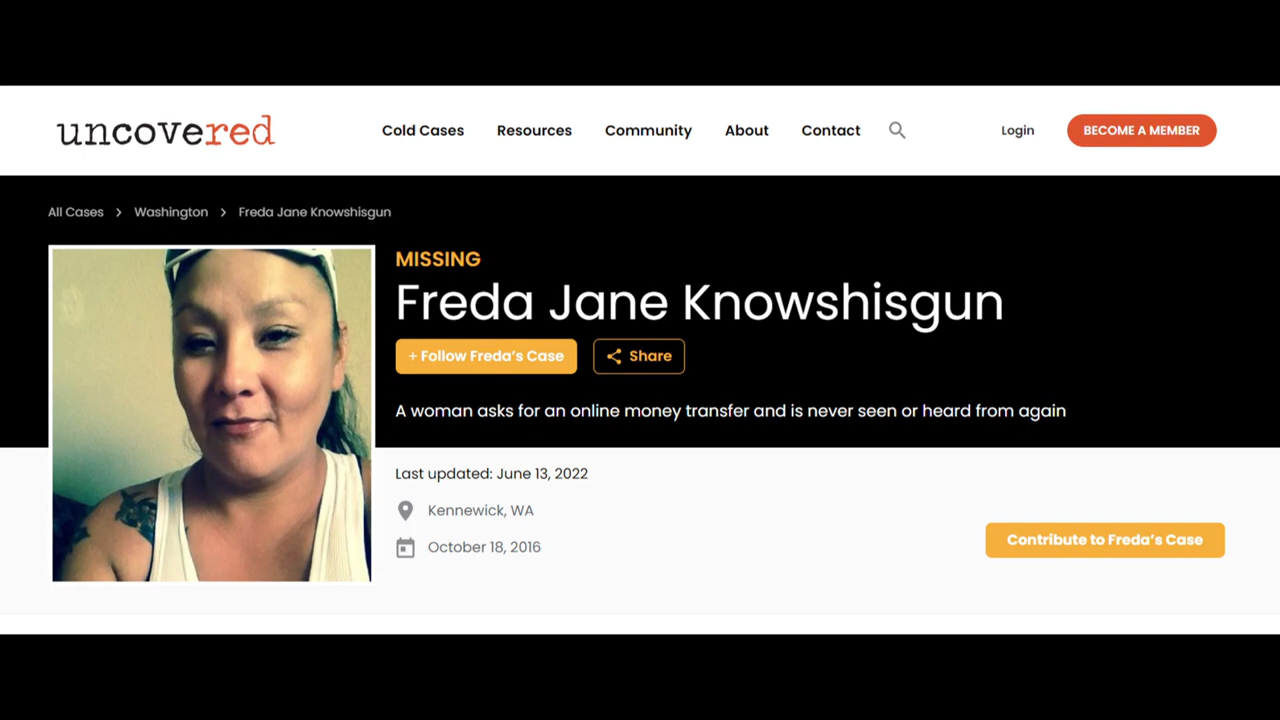 uncovered
Cold Cases Resources Community About Contact
Login
BECOME A MEMBER
All Cases > Washington > Freda Jane Knowshisgun
MISSING
Freda Jane Knowshisgun
+ Follow Freda's Case
Share
A woman asks for an online money transfer and is never seen or heard from again
Last updated: June 13, 2022
Kennewick, WA
October 18, 2016
Contribute to Freda's Case